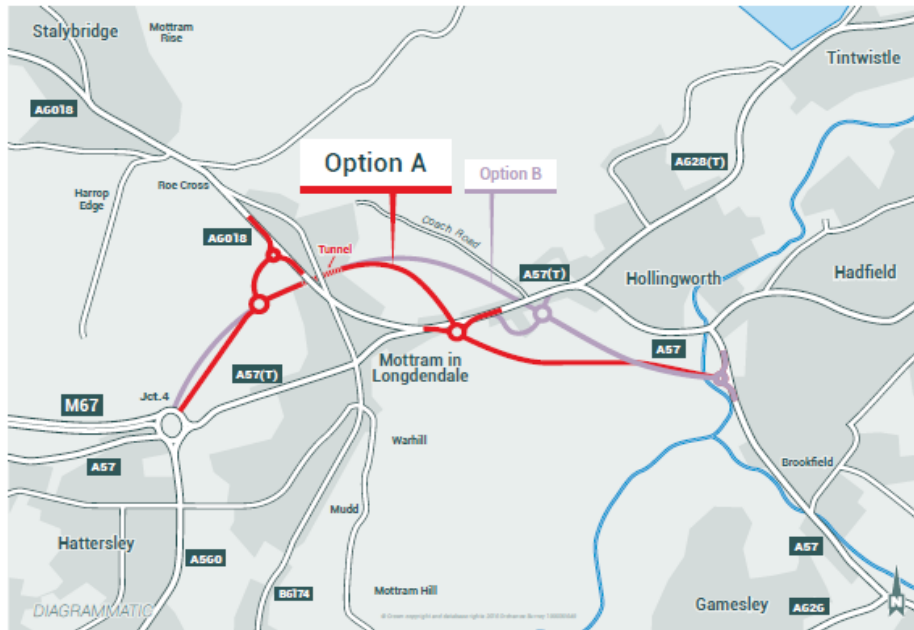 Stalybridge
Mottram
Rise
Tintwistle
A6018
A628(T)
Option A
Option B
Harrop
Edge
Roe Cross
A6018
Tunnel
Coach Road
A57(T)
Hollingworth
Hadfield
A57
Mottram in
Longdendale
A57(T)
Jct.4
M67
Warhill
A57
Brookfield
Mudd
Hattersley
A560
A57
B6174
Mottram Hill
Gamesley
A626
N
DIAGRAMMATIC